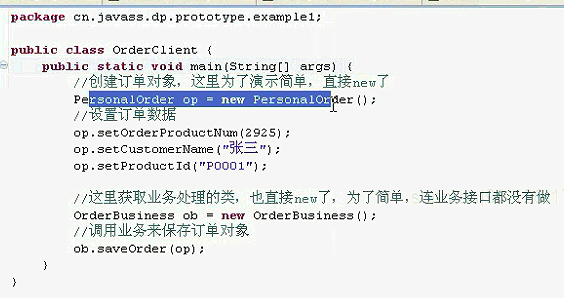 package cn.javass.dp.prototype.example1;
public class OrderClient {
public static void main(String[] args) {
//创建订单对象，这里为了演示简单，直接new了
PersonalOrder op = new PersonalOrder();
//设置订单数据
op.setOrderProductNum(2925);
op.setCustomerName("张三");
op.setProductId("P0001");
//这里获取业务处理的类，也直接new了，为了简单，连业务接口都没有做
OrderBusiness ob = new OrderBusiness();
//调用业务来保存订单对象
ob.saveOrder(op);
}
}